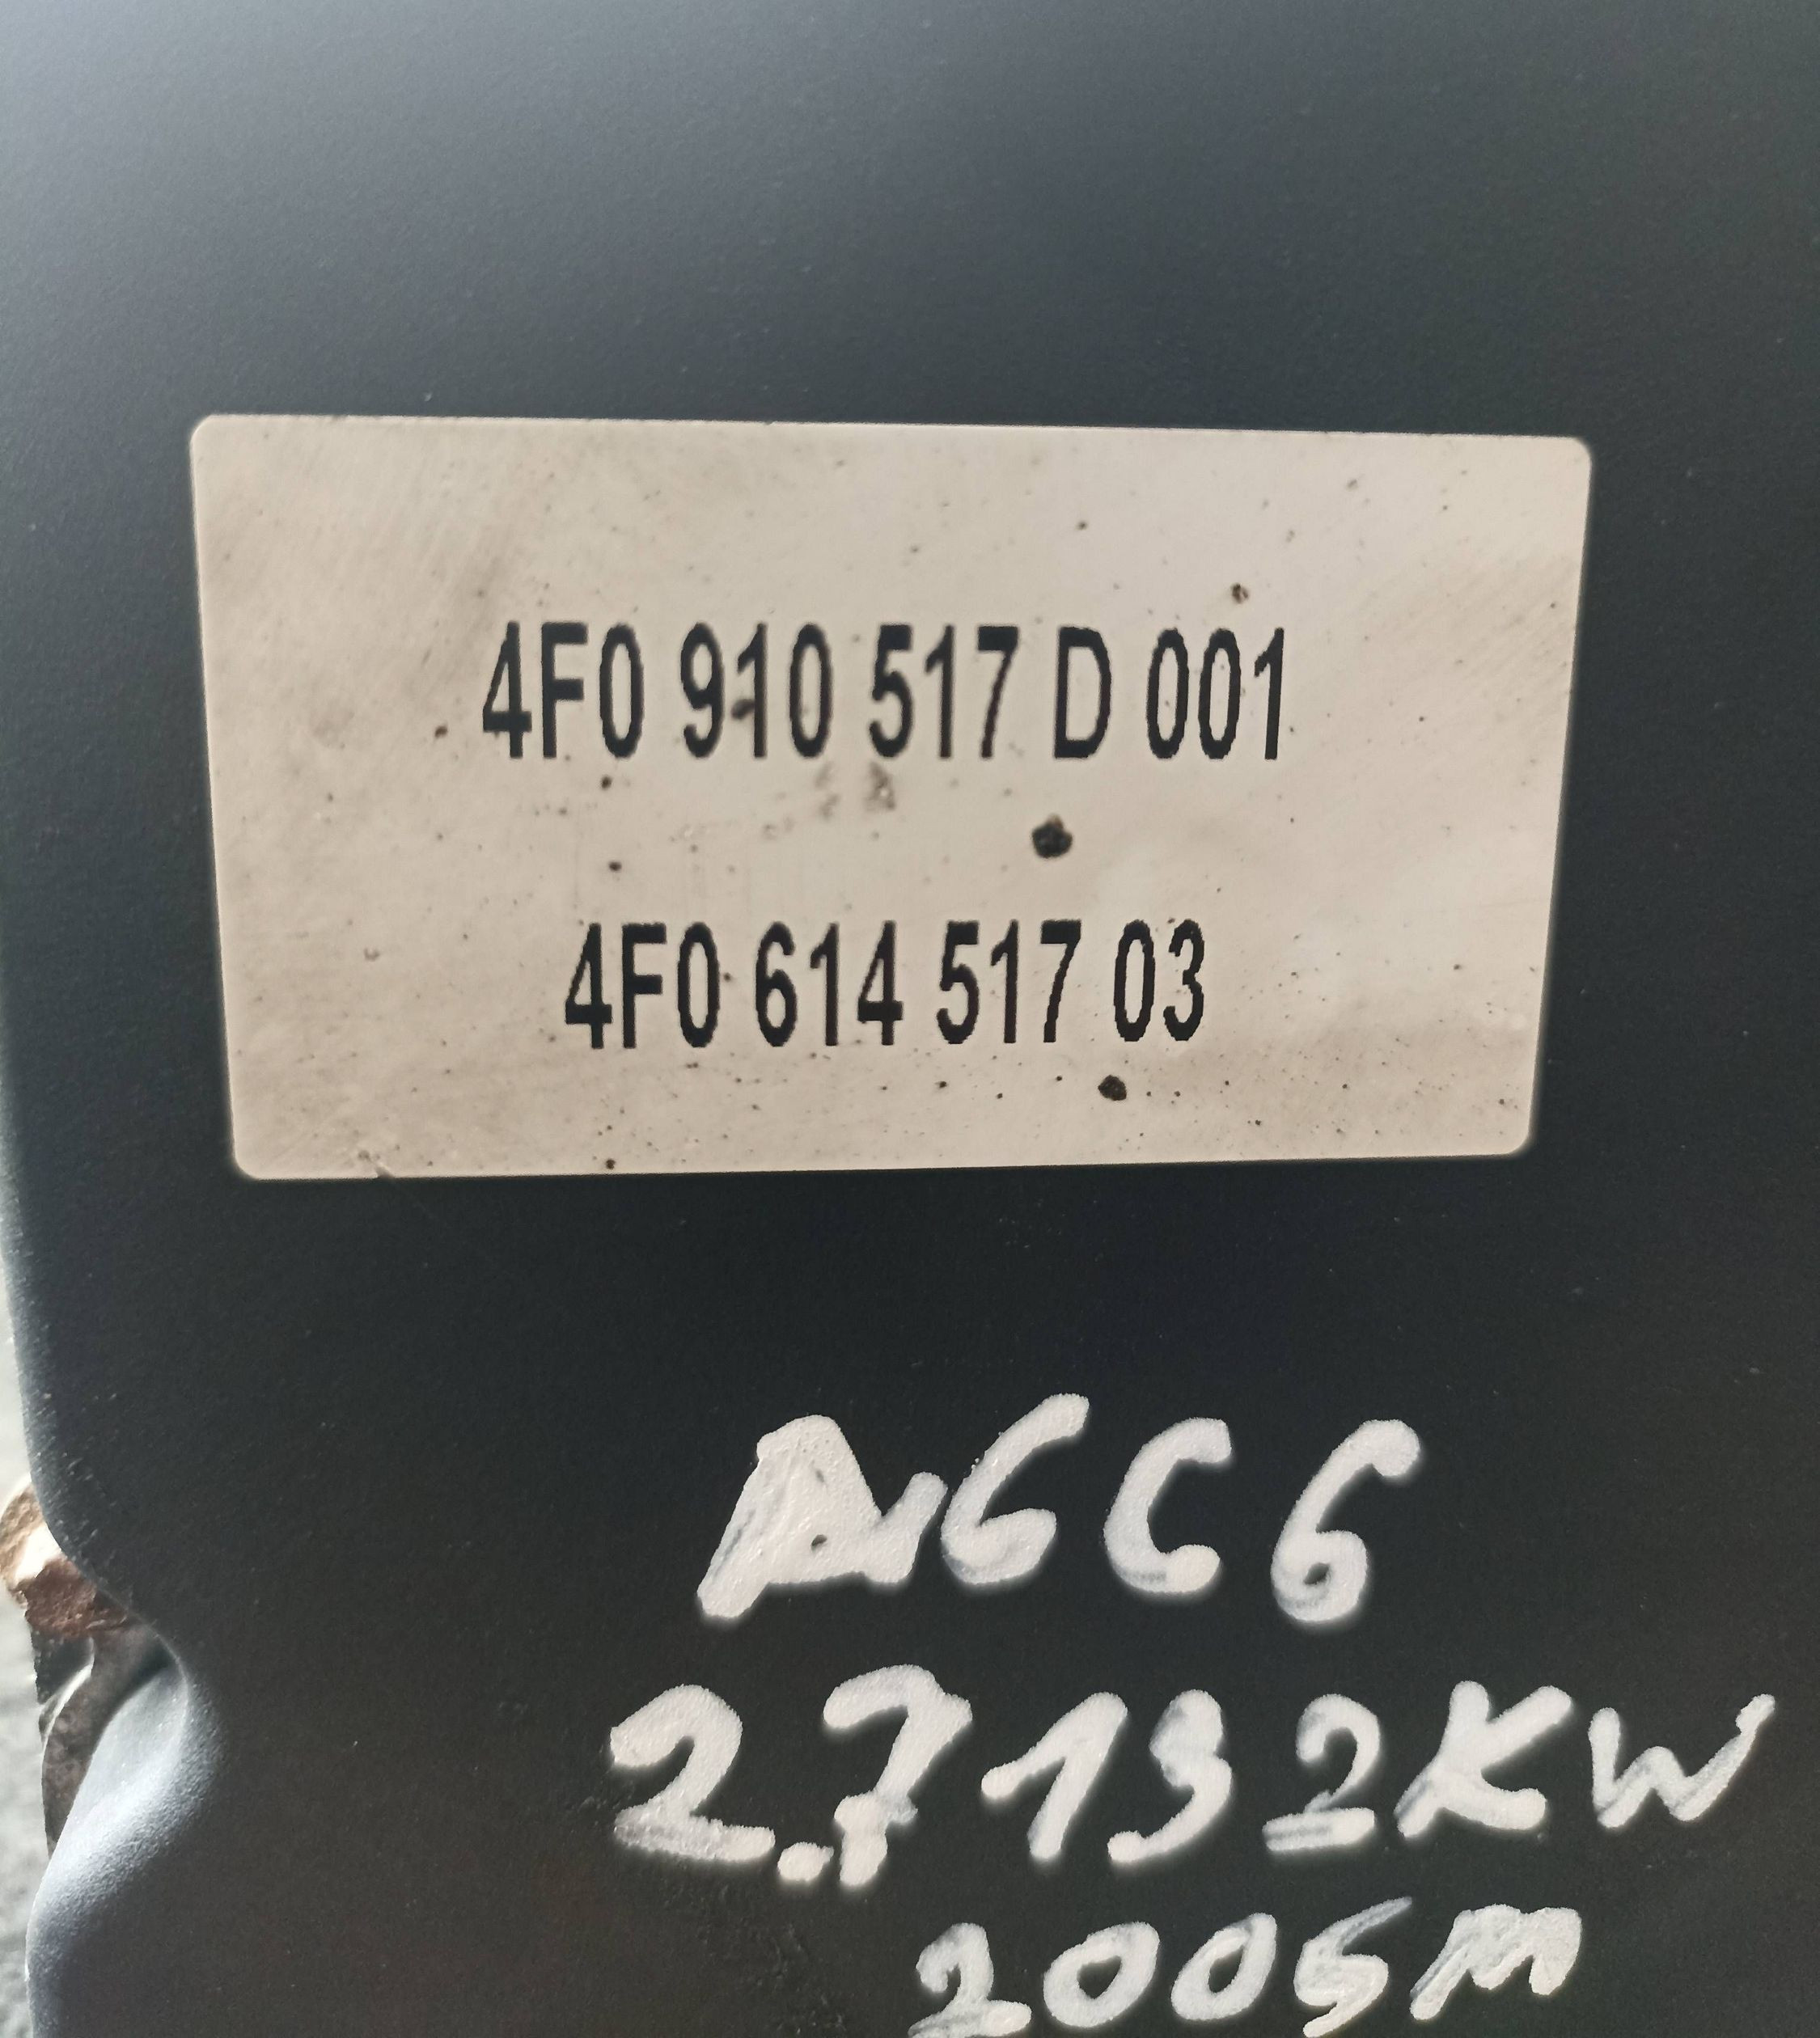 4F0 910 517 D 001
4F0 614 517 03
A6C6
2.7 132KW
2005m